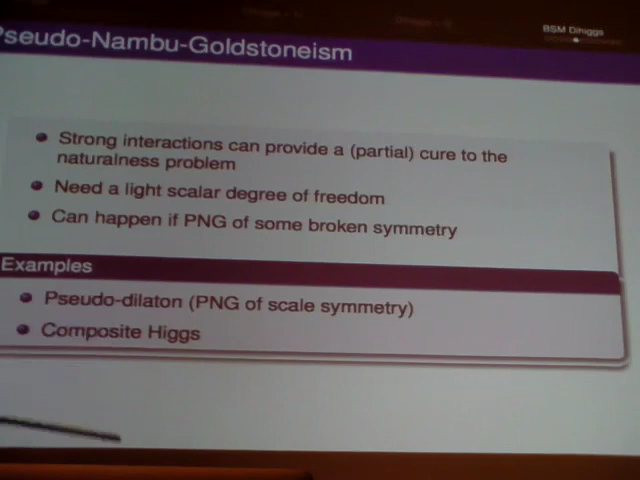 BSM Dihiggs
Pseudo-Nambu-Goldstoneism
Strong interactions can provide a (partial) cure to the
naturalness problem
Need a light scalar degree of freedom
Can happen if PNG of some broken symmetry
Examples
Pseudo-dilaton (PNG of scale symmetry)
Composite Higgs